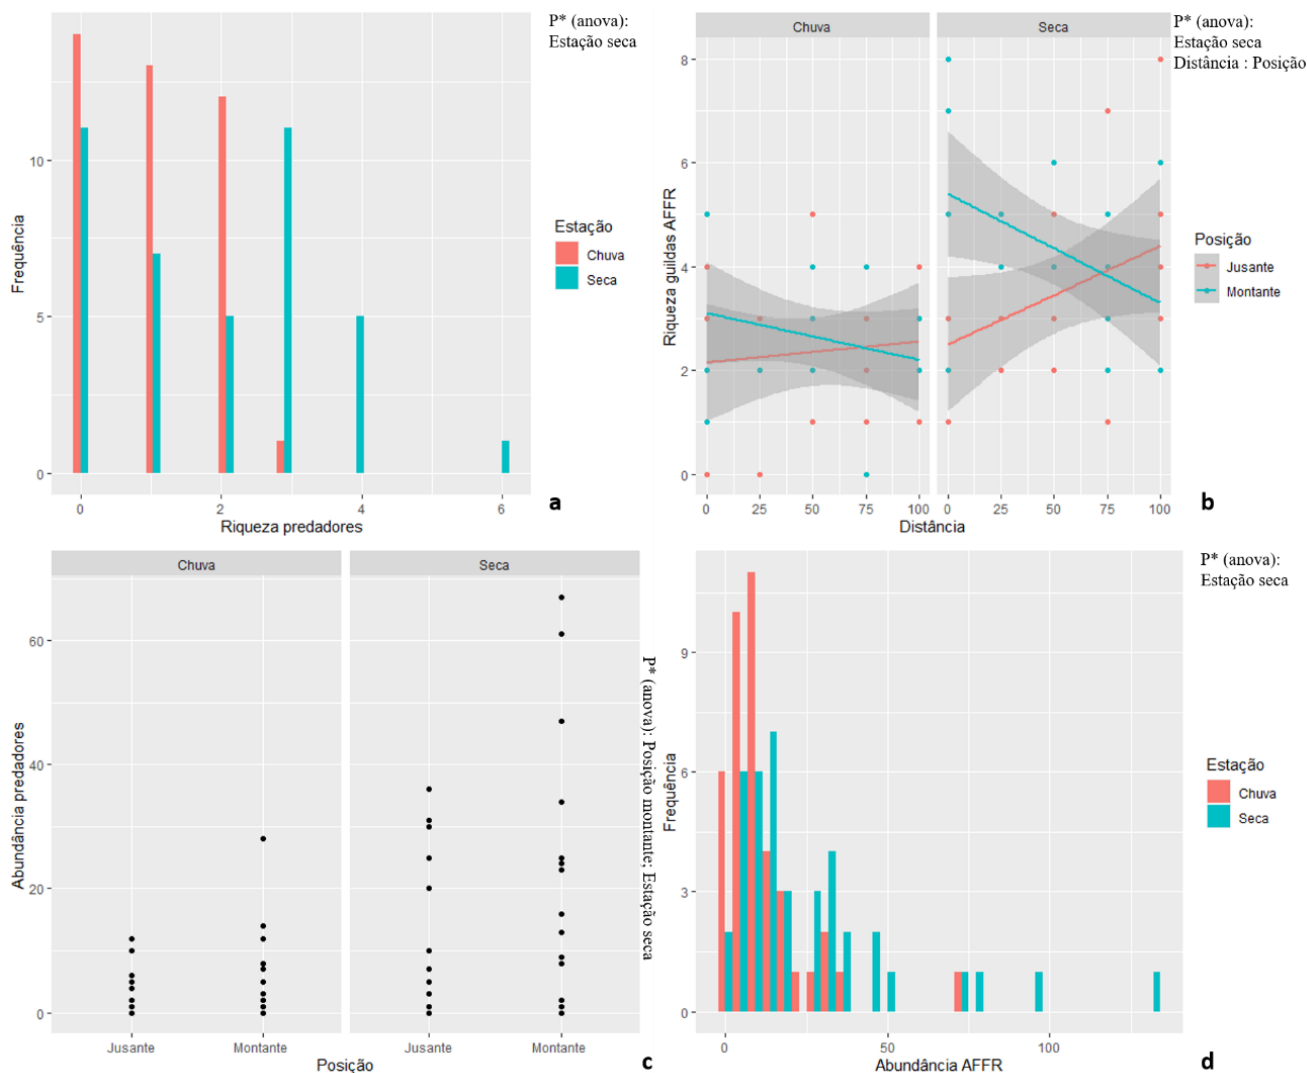 P* (anova):
Estação seca
Frequência
10
5
0
0
2
4
6
Riqueza predadores
Estação
Chuva
Seca
a
Chuva
Seca
P* (anova):
Estação seca
Distância : Posição
Riqueza guildas AFFR
8
6
4
2
0
0
25
50
75
100
0
25
50
75
100
Distância
Posição
Jusante
Montante
b
Chuva
Seca
Abundância predadores
60
40
20
0
Jusante
Montante
Jusante
Montante
Posição
P* (anova): Posição montante; Estação seca
c
P* (anova):
Estação seca
Frequência
9
6
3
0
0
50
100
Abundância AFFR
Estação
Chuva
Seca
d